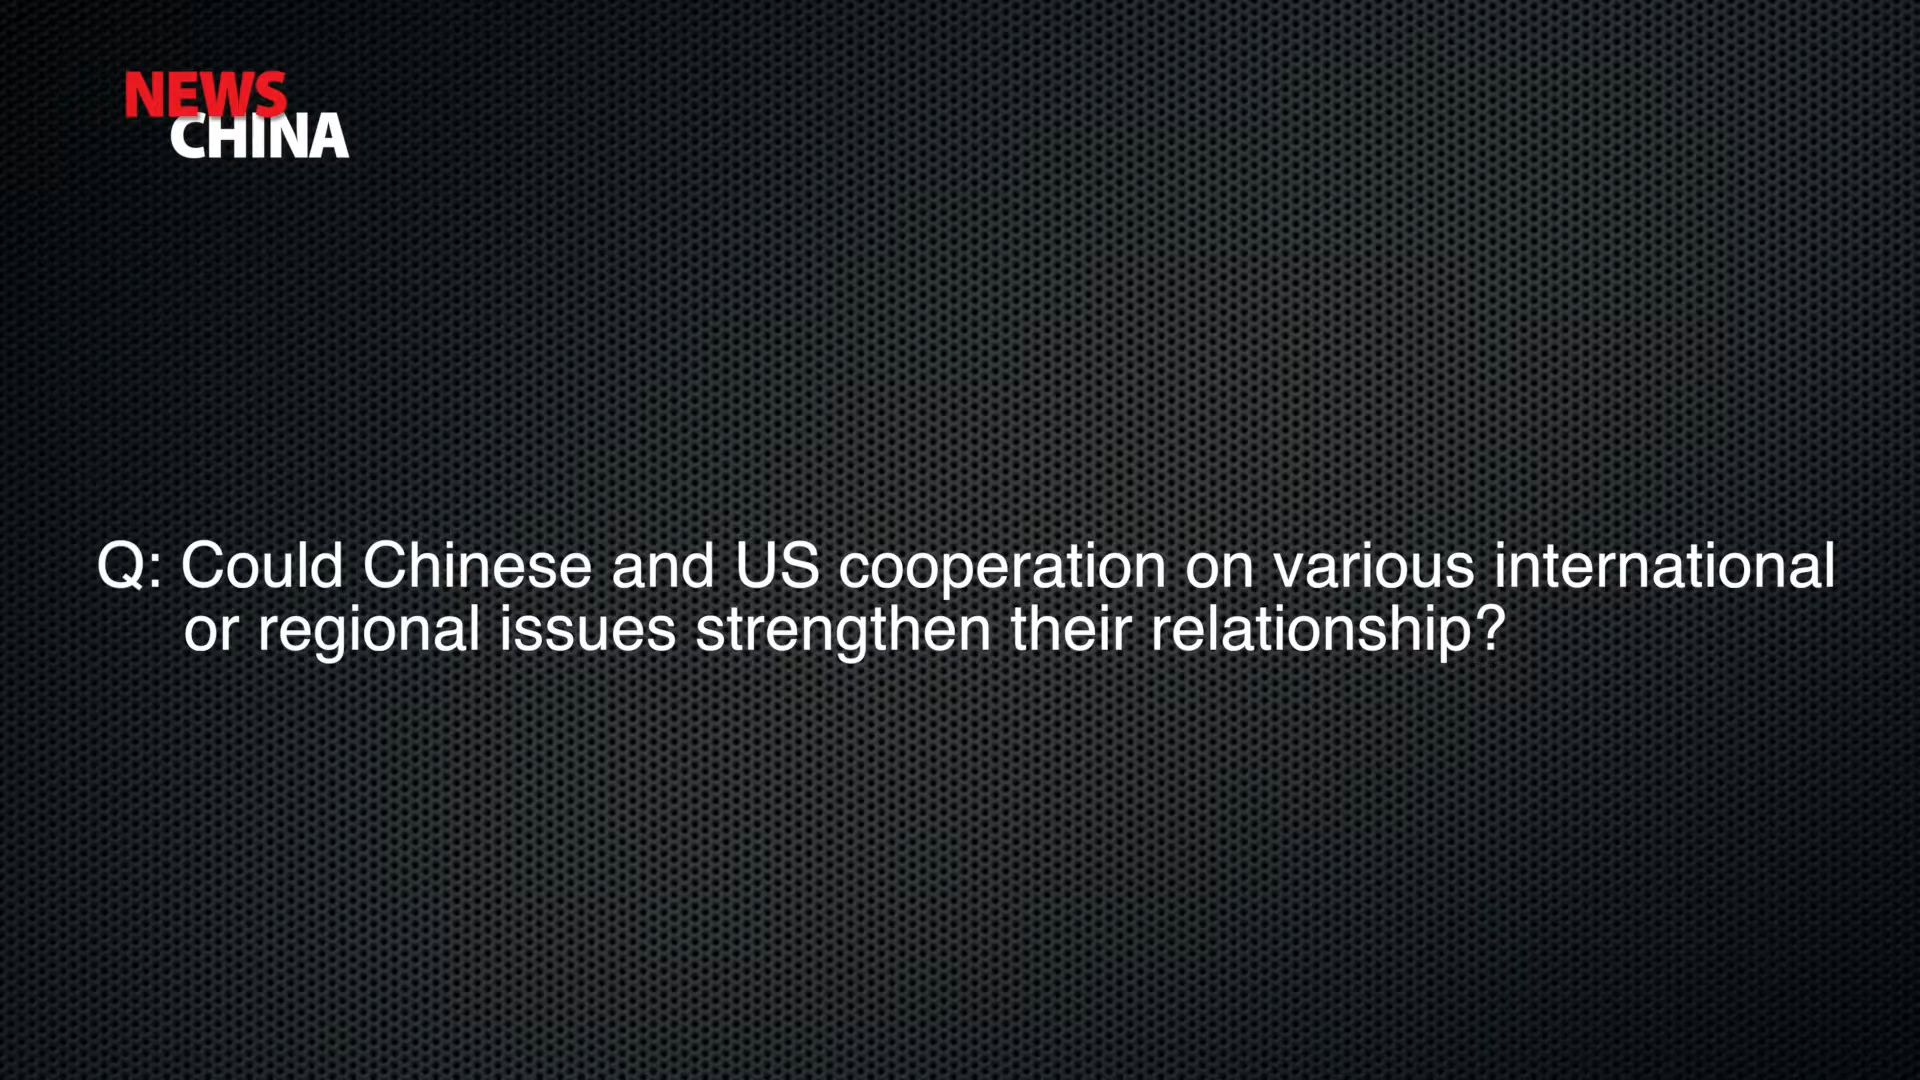 NEWS
CHINA
Q: Could Chinese and US cooperation on various international
or regional issues strengthen their relationship?